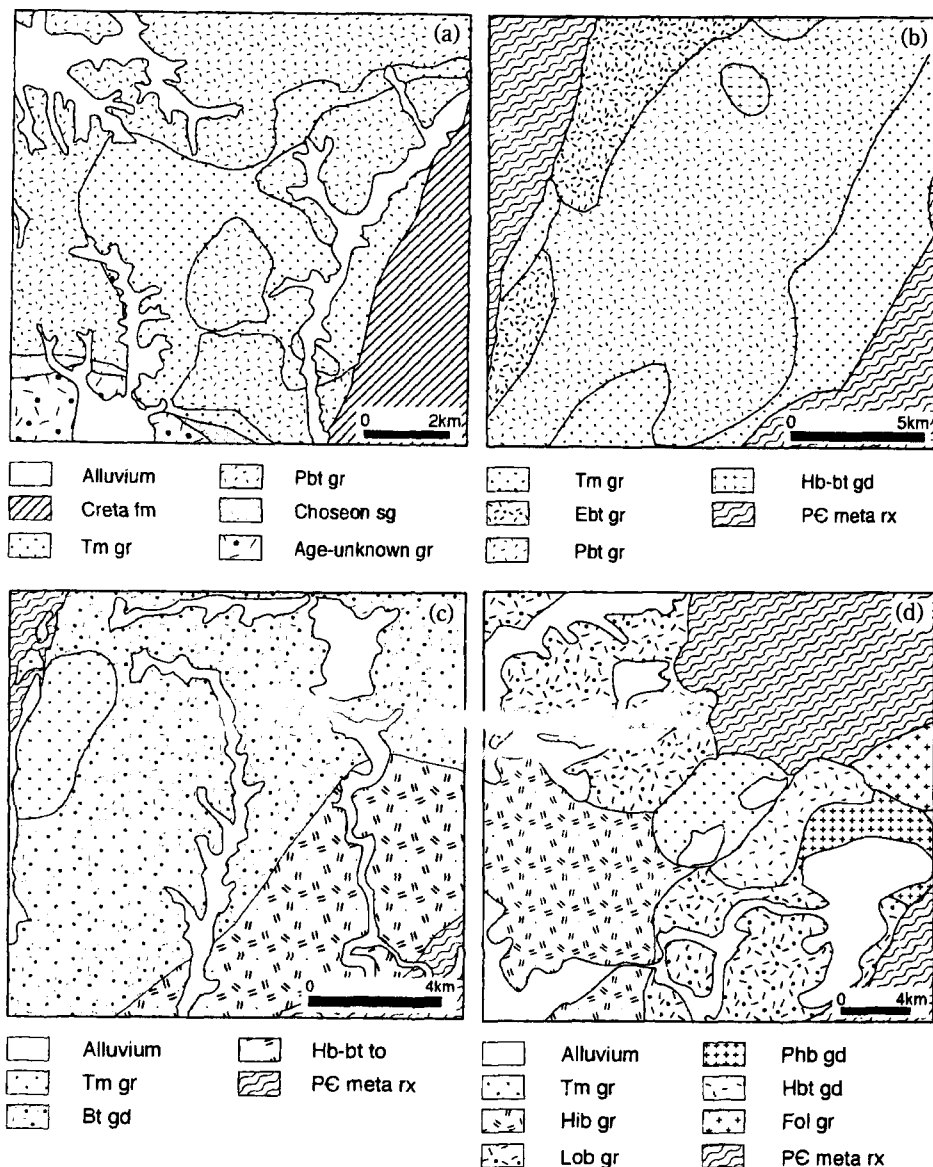 (a)
0 2km
Alluvium
Creta fm
Tm gr
Pbt gr
Choseon sg
Age-unknown gr
(b)
0 5km
Tm gr
Ebt gr
Pbt gr
Hb-bt gd
PЄ meta rx
(c)
0 4km
Alluvium
Tm gr
Bt gd
Hb-bt to
PЄ meta rx
(d)
0 4km
Alluvium
Tm gr
Hib gr
Lob gr
Phb gd
Hbt gd
Fol gr
PЄ meta rx